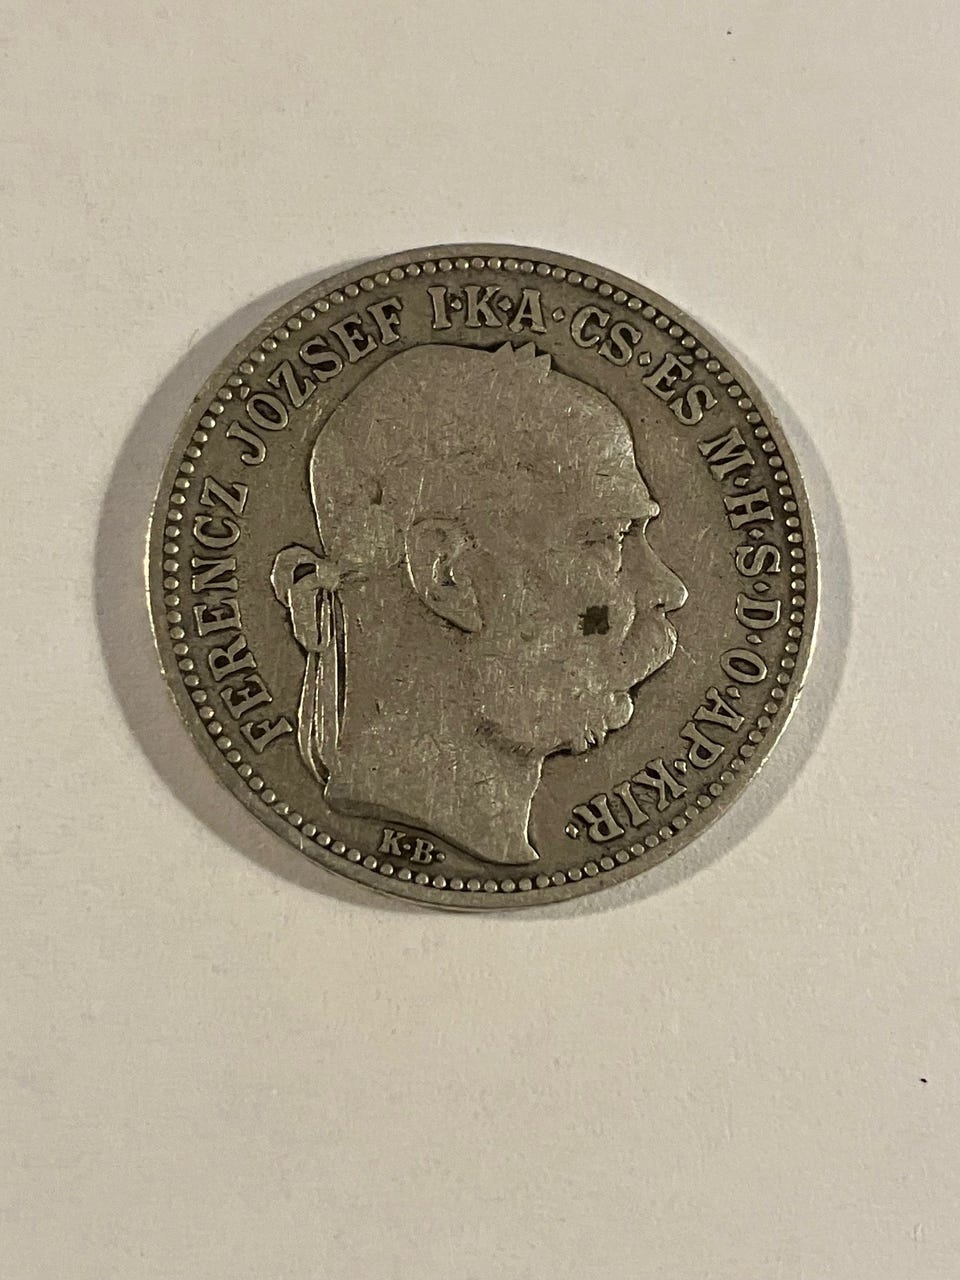 FERENCZ JÓZSEF I·K·A·CS·ÉS M·H·S·D·O·AP·KIR·
K·B·